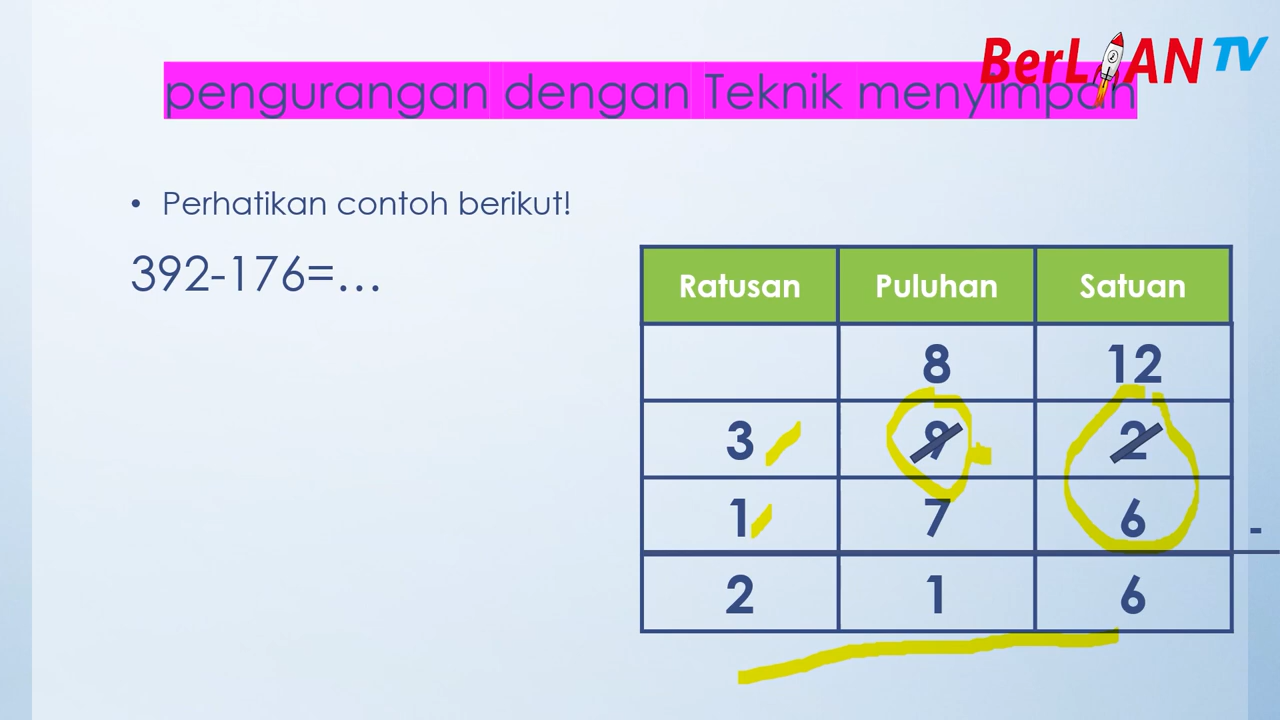 BerLIAN TV
pengurangan dengan Teknik menyimpan
• Perhatikan contoh berikut!
392-176=...
Ratusan Puluhan Satuan
8 12
3 9 2
1 7 6 -
2 1 6